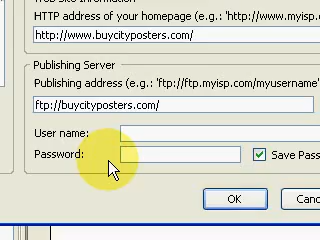 HTTP address of your homepage (e.g.: 'http://www.myisp.
http://www.buycityposters.com/
Publishing Server
Publishing address (e.g.: 'ftp://ftp.myisp.com/myusername'
ftp://buycityposters.com/
User name:
Password:
Save Pass
OK
Canc